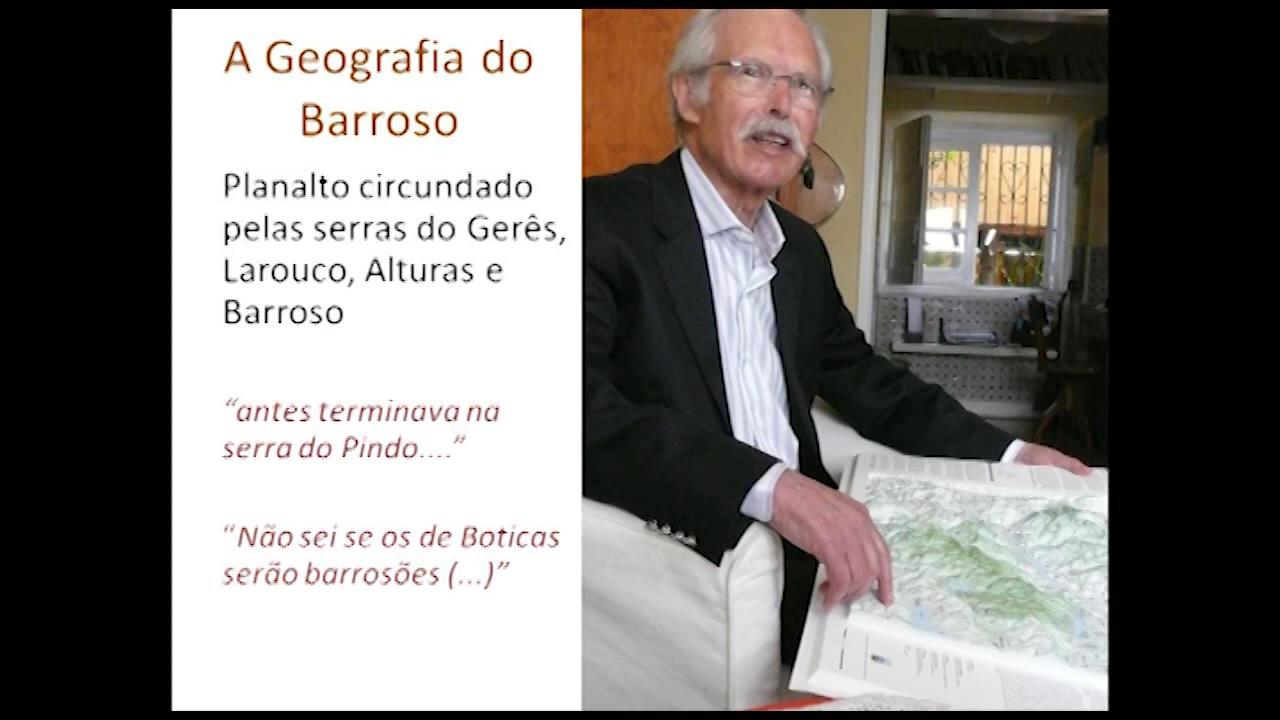 A Geografia do
Barroso
Planalto circundado
pelas serras do Gerês,
Larouco, Alturas e
Barroso
“antes terminava na
serra do Pindo....”
“Não sei se os de Boticas
serão barrosões (...)”